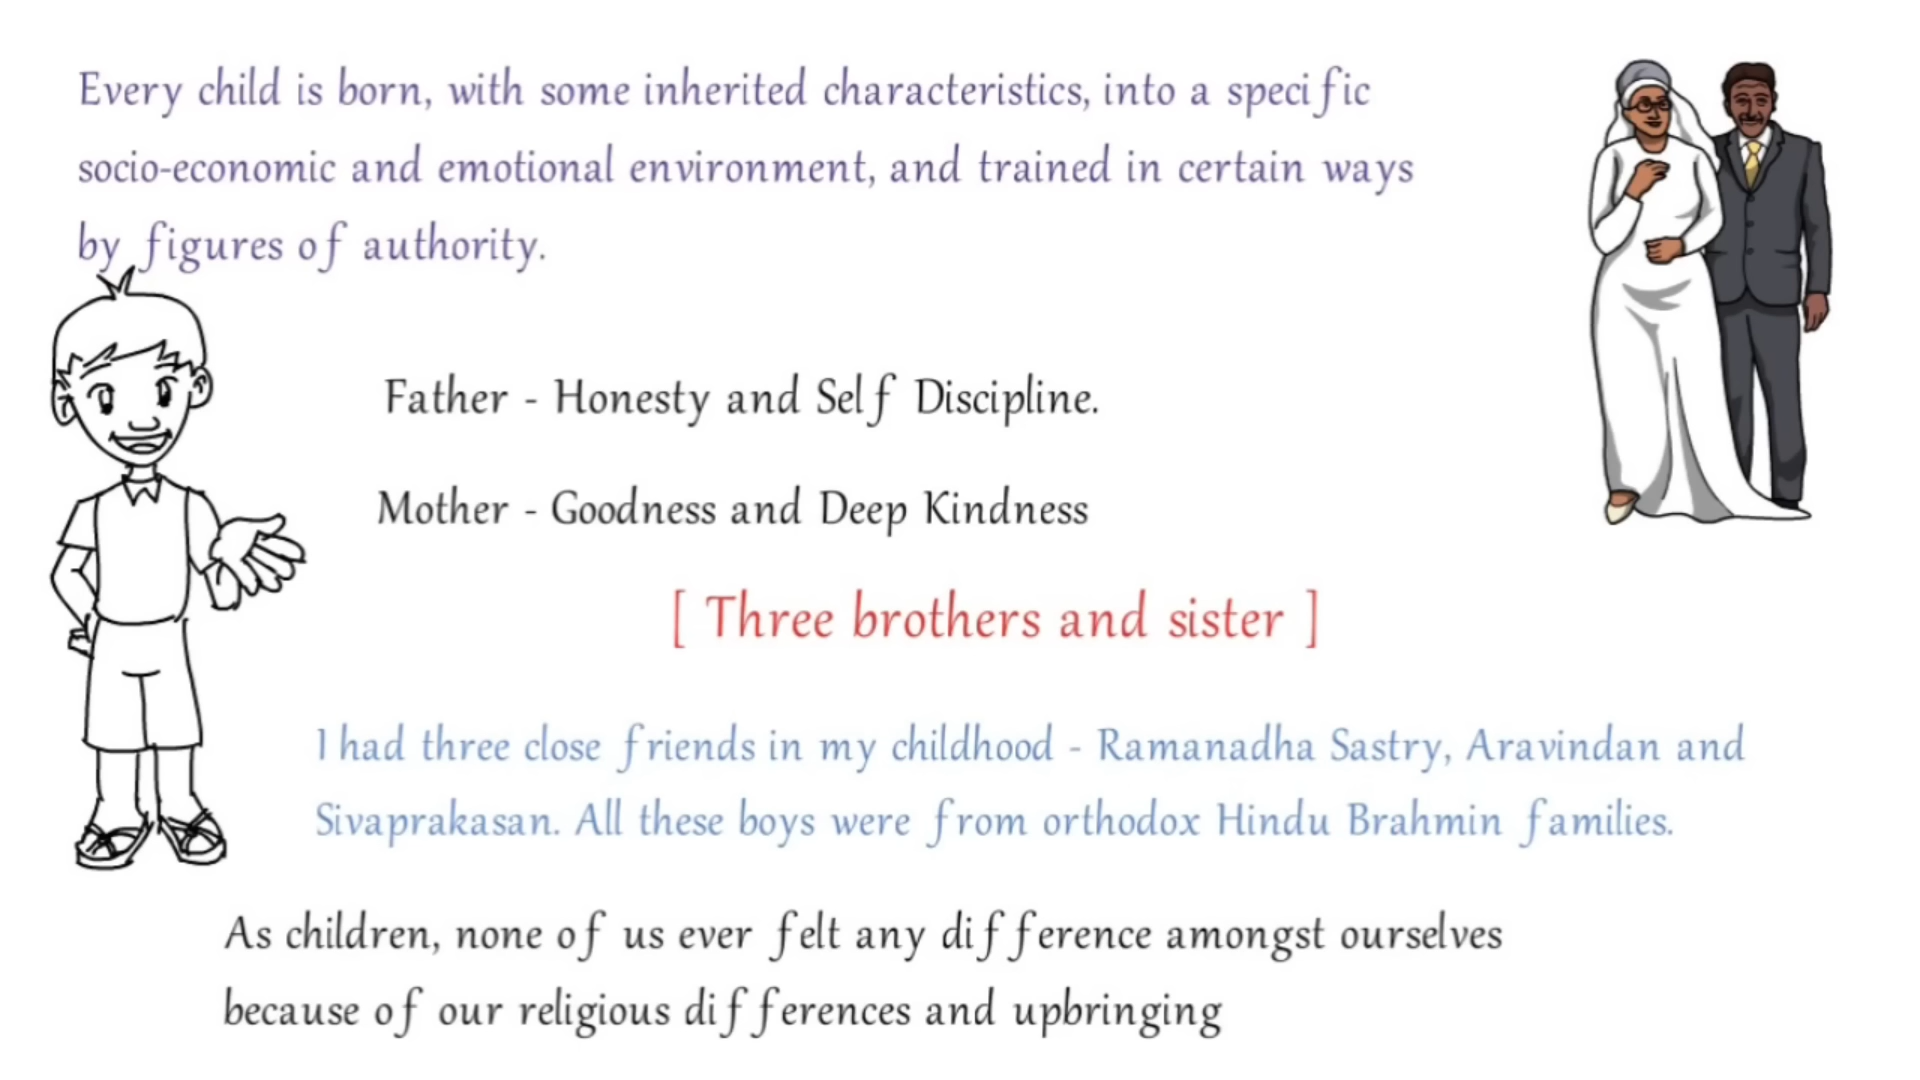 Every child is born, with some inherited characteristics, into a specific
socio-economic and emotional environment, and trained in certain ways
by figures of authority.
Father - Honesty and Self Discipline.
Mother - Goodness and Deep Kindness
[ Three brothers and sister ]
I had three close friends in my childhood - Ramanadha Sastry, Aravindan and
Sivaprakasan. All these boys were from orthodox Hindu Brahmin families.
As children, none of us ever felt any difference amongst ourselves
because of our religious differences and upbringing